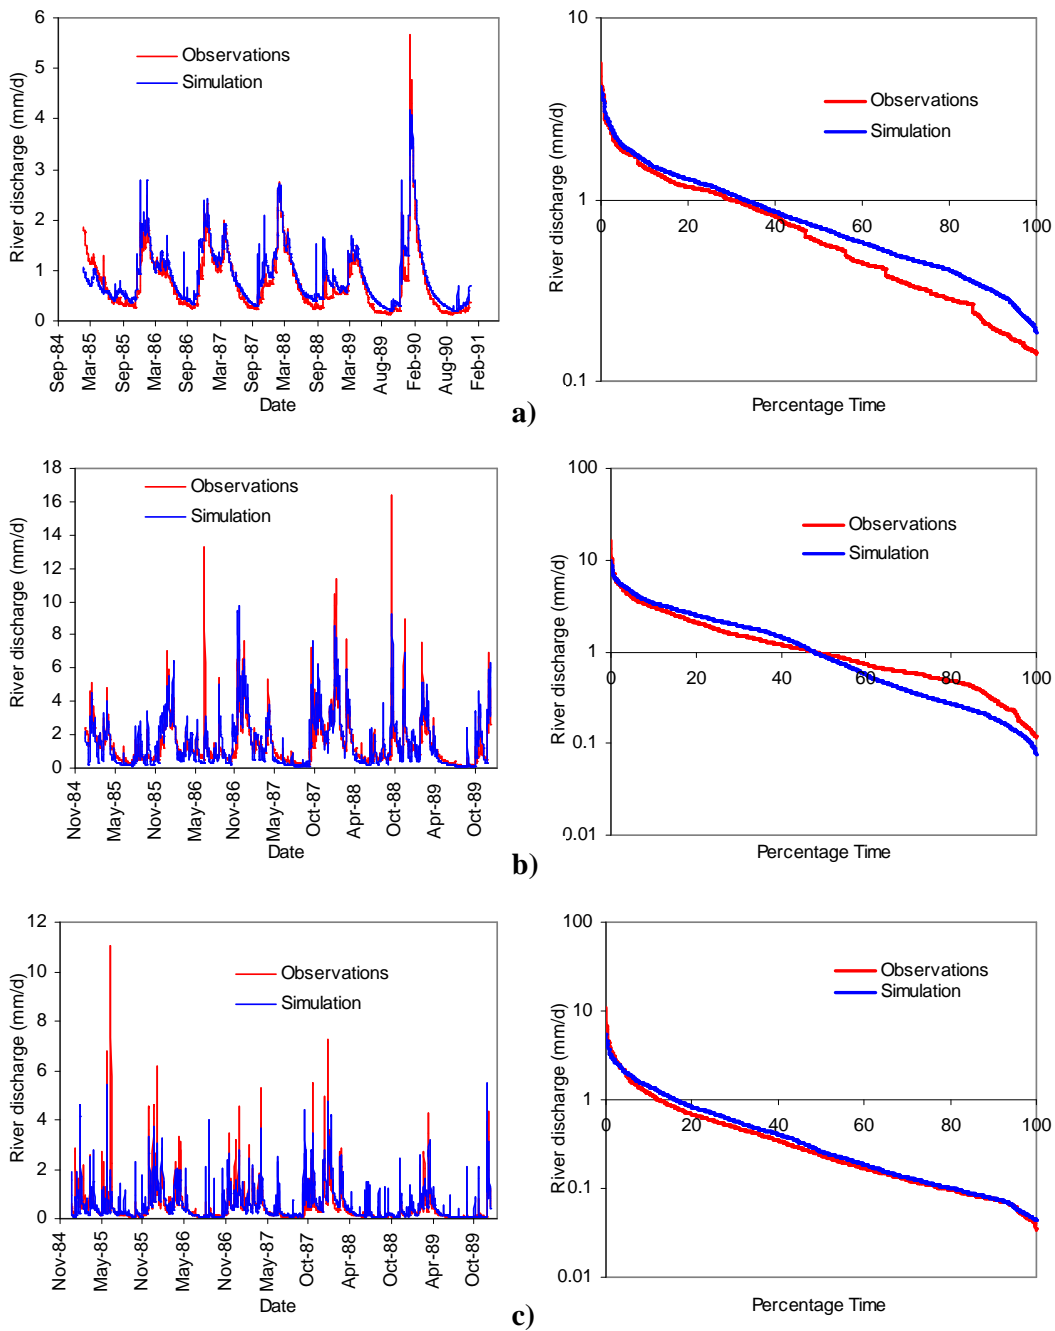 6
5
4
3
2
1
0
River discharge (mm/d)
Observations
Simulation
Sep-84
Mar-85
Sep-85
Mar-86
Sep-86
Mar-87
Sep-87
Mar-88
Sep-88
Mar-89
Aug-89
Feb-90
Aug-90
Feb-91
Date
10
1
0.1
River discharge (mm/d)
Observations
Simulation
0
20
40
60
80
100
Percentage Time
a)
18
16
14
12
10
8
6
4
2
0
River discharge (mm/d)
Observations
Simulation
Nov-84
May-85
Nov-85
May-86
Nov-86
May-87
Oct-87
Apr-88
Oct-88
Apr-89
Oct-89
Date
100
10
1
0.1
0.01
River discharge (mm/d)
Observations
Simulation
0
20
40
60
80
100
Percentage Time
b)
12
10
8
6
4
2
0
River discharge (mm/d)
Observations
Simulation
Nov-84
May-85
Nov-85
May-86
Nov-86
May-87
Oct-87
Apr-88
Oct-88
Apr-89
Oct-89
Date
100
10
1
0.1
0.01
River discharge (mm/d)
Observations
Simulation
0
20
40
60
80
100
Percentage Time
c)